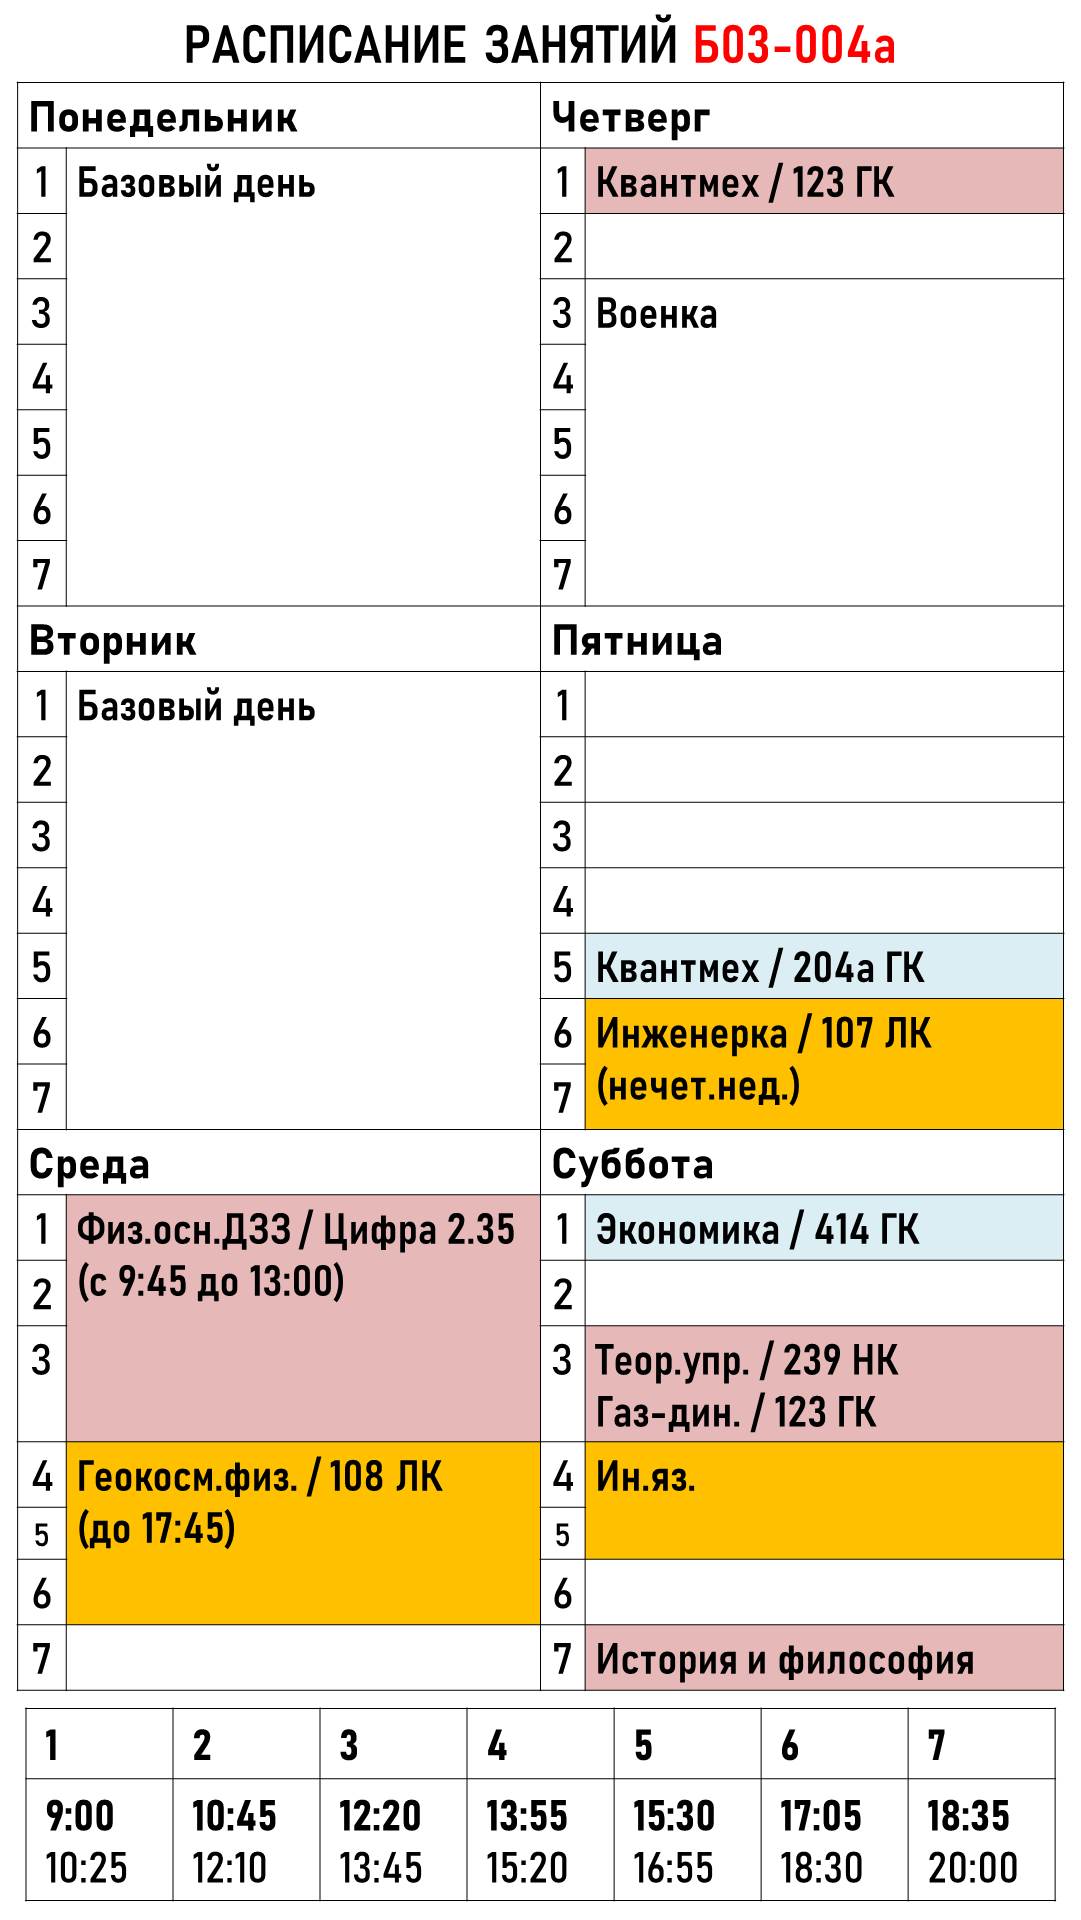 РАСПИСАНИЕ ЗАНЯТИЙ Б03-004а
Понедельник
1 Базовый день
2
3
4
5
6
7
Вторник
1 Базовый день
2
3
4
5
6
7
Среда
1 Физ.осн.ДЗЗ / Цифра 2.35
(с 9:45 до 13:00)
2
3
4 Геокосм.физ. / 108 ЛК
(до 17:45)
5
6
7
Четверг
1 Квантмех / 123 ГК
2
3 Военка
4
5
6
7
Пятница
1
2
3
4
5 Квантмех / 204а ГК
6 Инженерка / 107 ЛК
(нечет.нед.)
7
Суббота
1 Экономика / 414 ГК
2
3 Теор.упр. / 239 НК
Газ-дин. / 123 ГК
4 Ин.яз.
5
6
7 История и философия
1 2 3 4 5 6 7
9:00 10:45 12:20 13:55 15:30 17:05 18:35
10:25 12:10 13:45 15:20 16:55 18:30 20:00